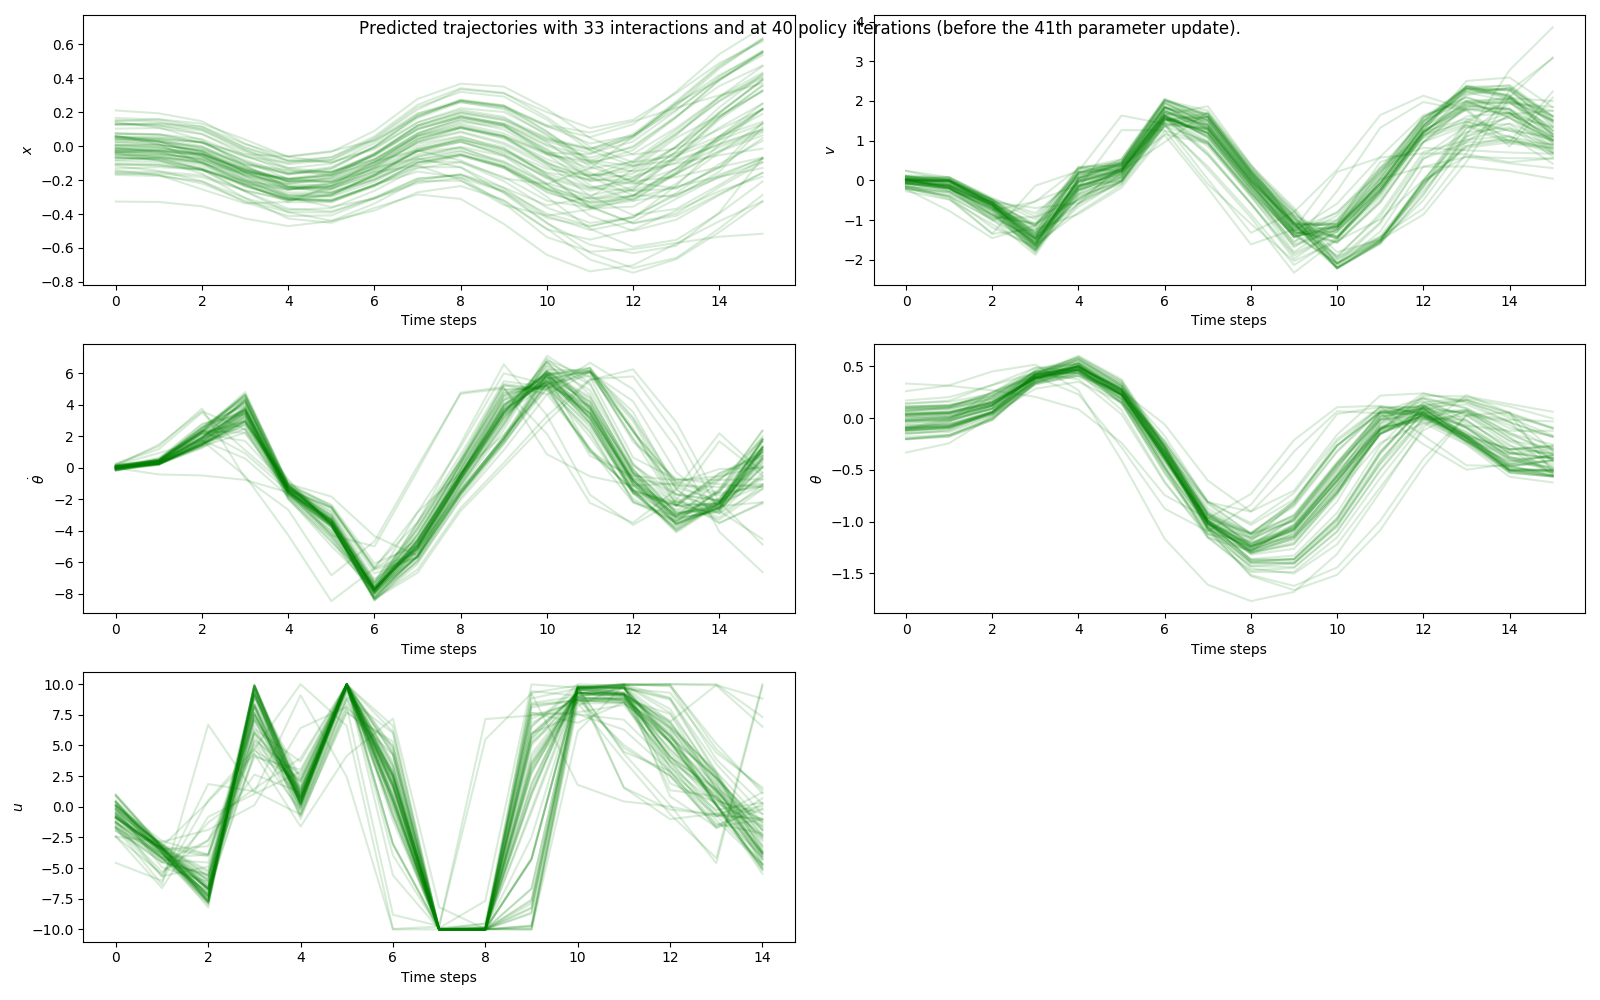 Predicted trajectories with 33 interactions and at 40 policy iterations (before the 41th parameter update).
0.6
0.4
0.2
0.0
−0.2
−0.4
−0.6
−0.8
x
0 2 4 6 8 10 12 14
Time steps
4
3
2
1
0
−1
−2
v
0 2 4 6 8 10 12 14
Time steps
6
4
2
0
−2
−4
−6
−8
θ̇
0 2 4 6 8 10 12 14
Time steps
0.5
0.0
−0.5
−1.0
−1.5
θ
0 2 4 6 8 10 12 14
Time steps
10.0
7.5
5.0
2.5
0.0
−2.5
−5.0
−7.5
−10.0
u
0 2 4 6 8 10 12 14
Time steps